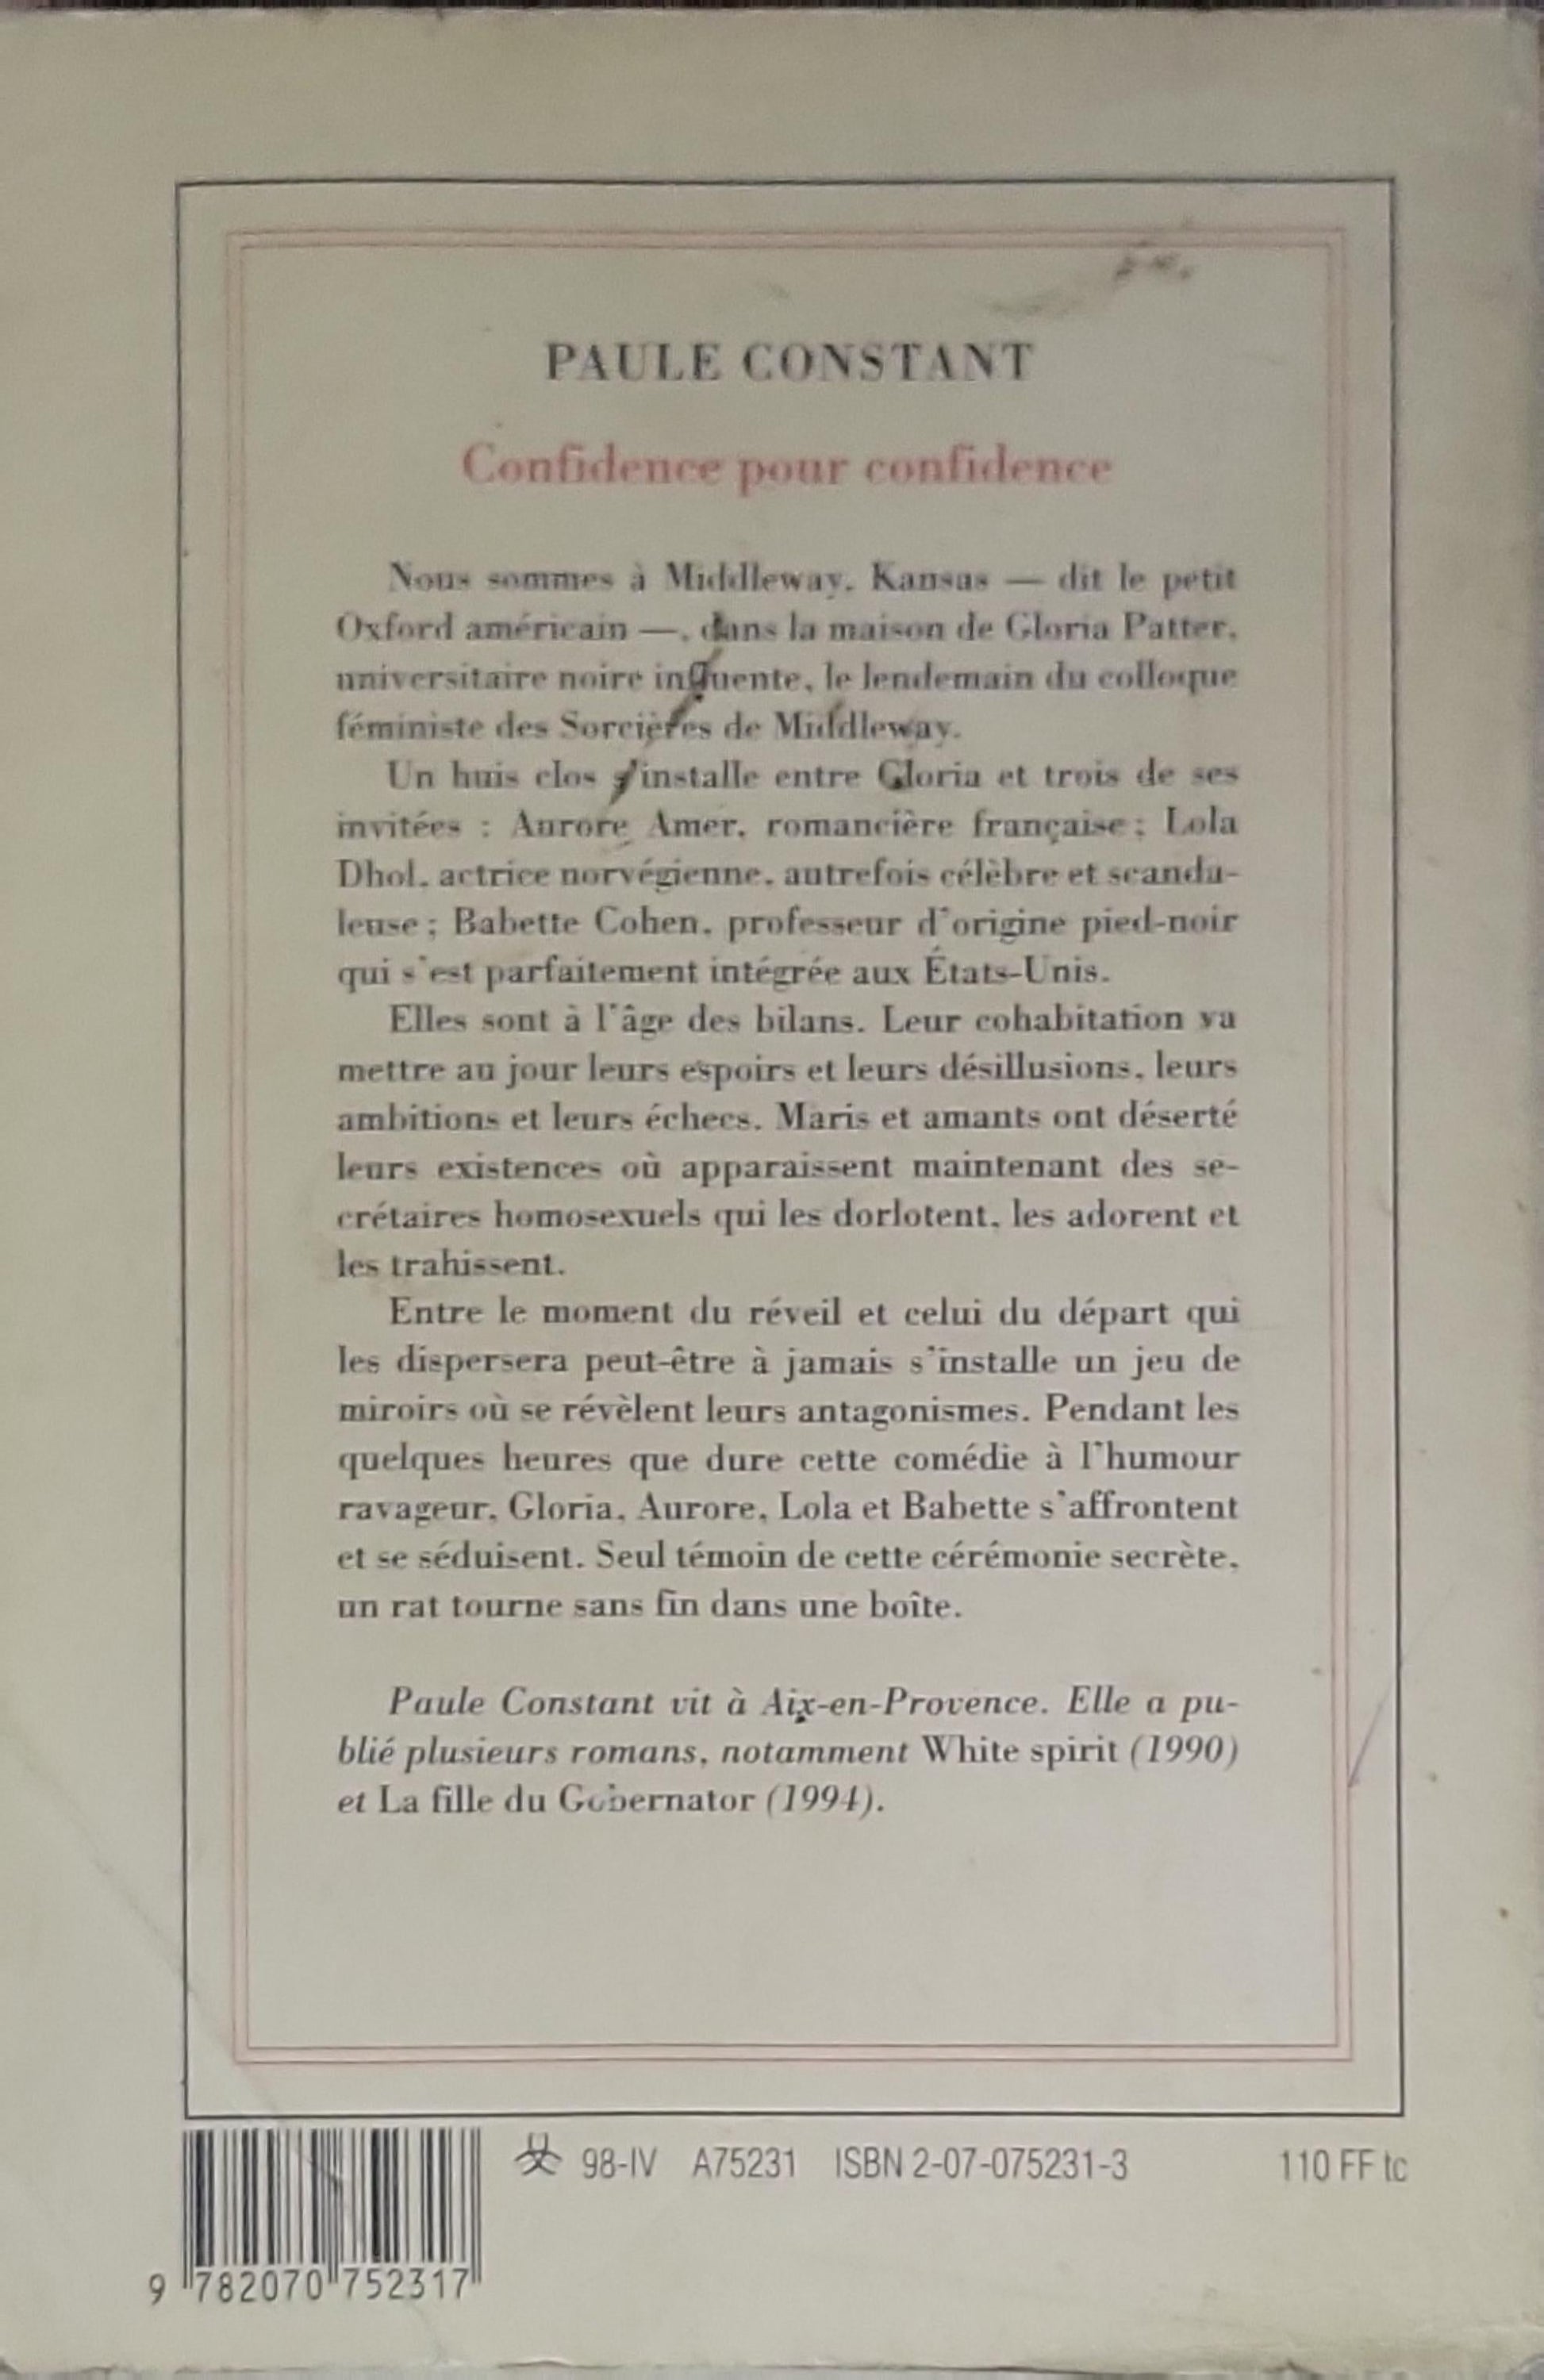 PAULE CONSTANT
Confidence pour confidence
Nous sommes à Middleway, Kansas — dit le petit
Oxford américain —, dans la maison de Gloria Patter,
universitaire noire influente, le lendemain du colloque
féministe des Sorcières de Middleway.
Un huis clos s'installe entre Gloria et trois de ses
invitées : Aurore Amer, romancière française ; Lola
Dhol, actrice norvégienne, autrefois célèbre et scanda-
leuse ; Babette Cohen, professeur d'origine pied-noir
qui s'est parfaitement intégrée aux États-Unis.
Elles sont à l'âge des bilans. Leur cohabitation va
mettre au jour leurs espoirs et leurs désillusions, leurs
ambitions et leurs échecs. Maris et amants ont déserté
leurs existences où apparaissent maintenant des se-
crétaires homosexuels qui les dorlotent, les adorent et
les trahissent.
Entre le moment du réveil et celui du départ qui
les dispersera peut-être à jamais s'installe un jeu de
miroirs où se révèlent leurs antagonismes. Pendant les
quelques heures que dure cette comédie à l'humour
ravageur, Gloria, Aurore, Lola et Babette s'affrontent
et se séduisent. Seul témoin de cette cérémonie secrète,
un rat tourne sans fin dans une boîte.
Paule Constant vit à Aix-en-Provence. Elle a pu-
blié plusieurs romans, notamment White spirit (1990)
et La fille du Gobernator (1994).
98-IV A75231 ISBN 2-07-075231-3 110 FF tc
9 782070 752317